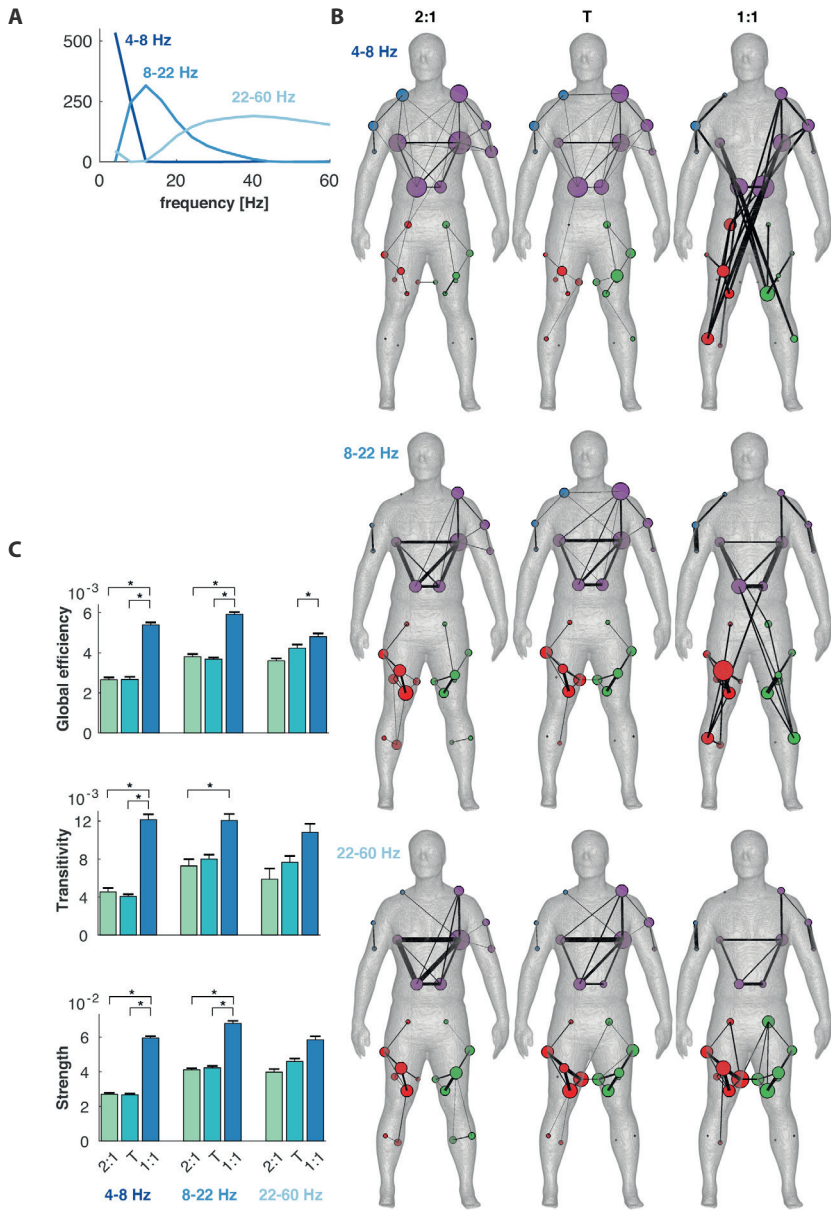 A
500
250
0
4-8 Hz
8-22 Hz
22-60 Hz
0
20
40
60
frequency [Hz]
B
2:1
T
1:1
4-8 Hz
8-22 Hz
22-60 Hz
C
10-3
Global efficiency
6
4
2
0
* * * * *
10-3
Transitivity
12
8
4
0
* * *
10-2
Strength
6
4
2
0
* * * *
2:1 T 1:1 2:1 T 1:1 2:1 T 1:1
4-8 Hz 8-22 Hz 22-60 Hz